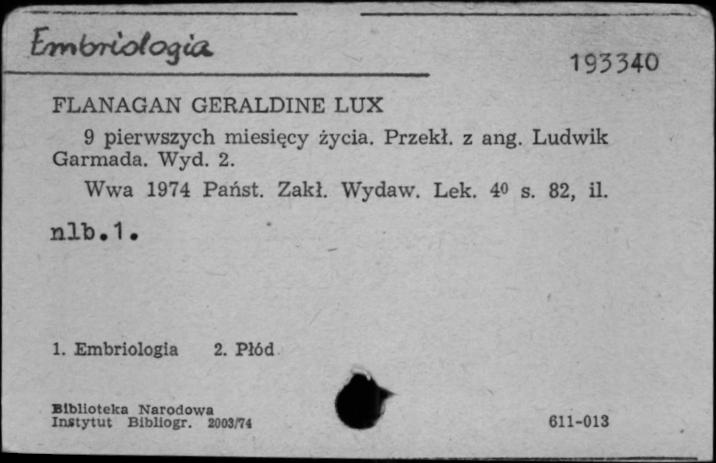 Embriologia
193340
FLANAGAN GERALDINE LUX
9 pierwszych miesięcy życia. Przekł. z ang. Ludwik
Garmada. Wyd. 2.
Wwa 1974 Państ. Zakł. Wydaw. Lek. 4⁰ s. 82, il.
nlb.1.
1. Embriologia 2. Płód
Biblioteka Narodowa
Instytut Bibliogr. 2003/74
611-013